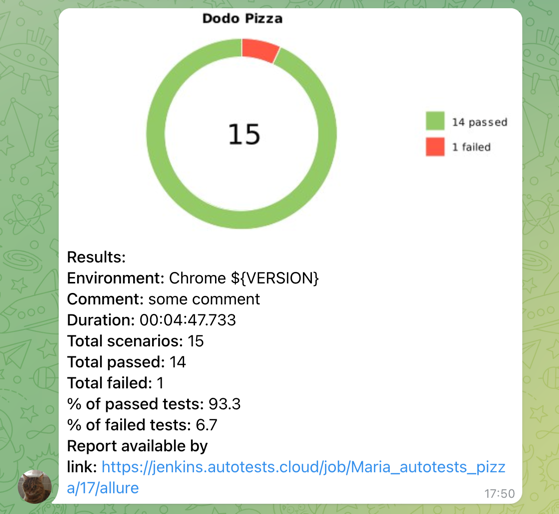 Dodo Pizza
15
14 passed
1 failed
Results:
Environment: Chrome ${VERSION}
Comment: some comment
Duration: 00:04:47.733
Total scenarios: 15
Total passed: 14
Total failed: 1
% of passed tests: 93.3
% of failed tests: 6.7
Report available by
link: https://jenkins.autotests.cloud/job/Maria_autotests_pizz
a/17/allure
17:50